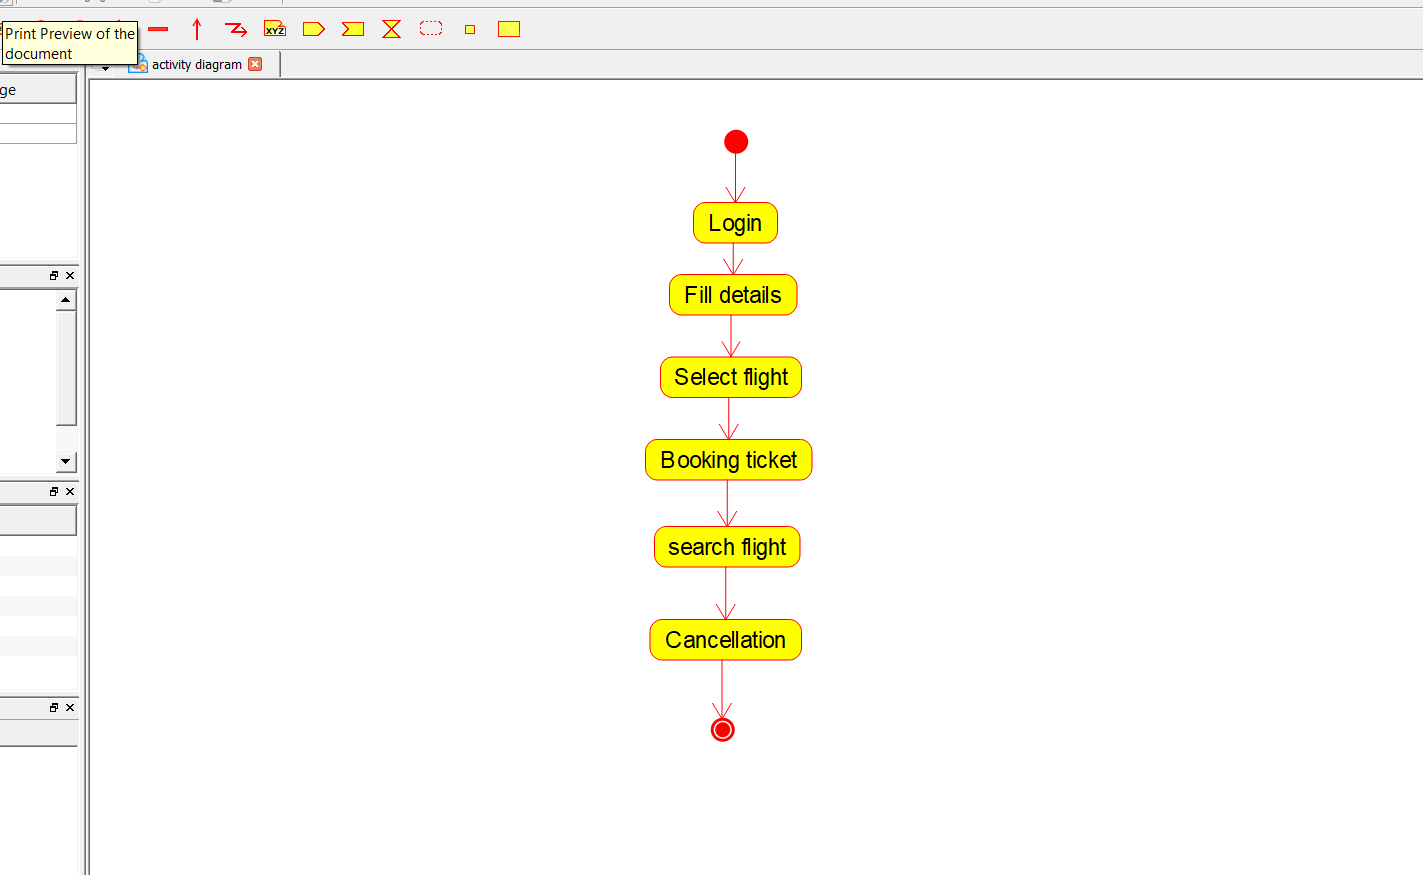 Print Preview of the
document
XYZ
activity diagram
ge
Login
Fill details
Select flight
Booking ticket
search flight
Cancellation